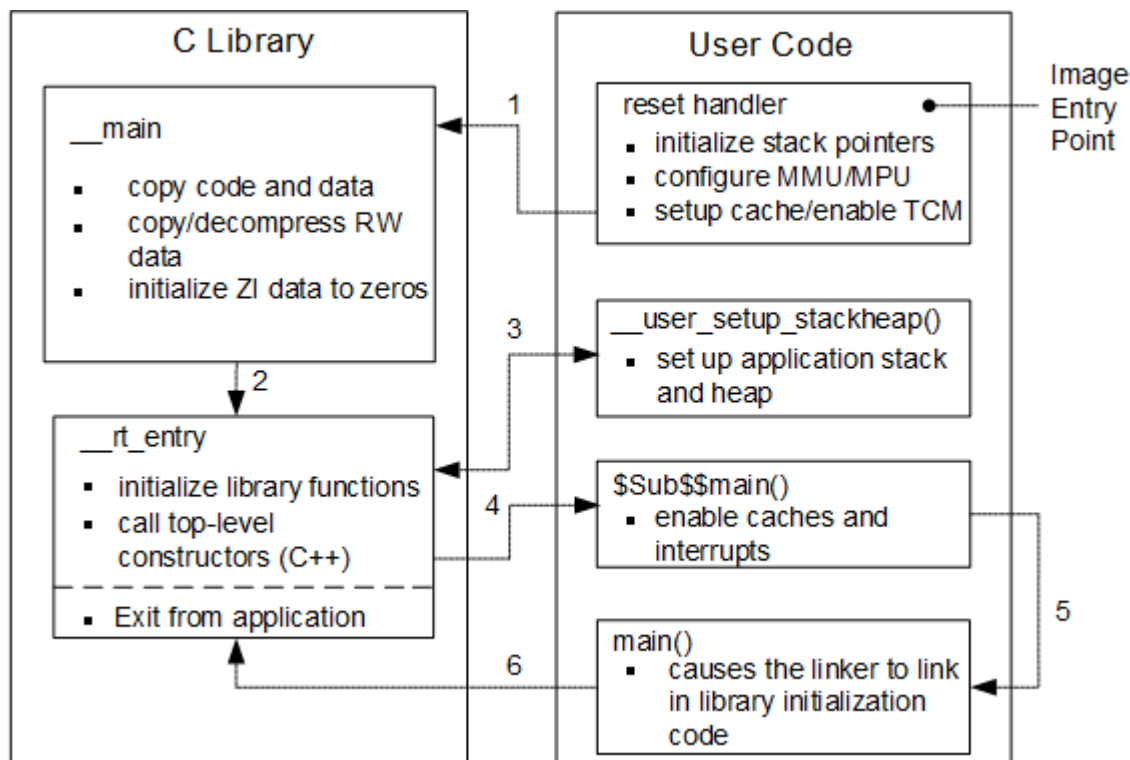 C Library
__main
▪ copy code and data
▪ copy/decompress RW
data
▪ initialize ZI data to zeros
2
__rt_entry
▪ initialize library functions
▪ call top-level
constructors (C++)
▪ Exit from application
1
3
4
6
User Code
reset handler
▪ initialize stack pointers
▪ configure MMU/MPU
▪ setup cache/enable TCM
__user_setup_stackheap()
▪ set up application stack
and heap
$Sub$$main()
▪ enable caches and
interrupts
main()
▪ causes the linker to link
in library initialization
code
5
Image
Entry
Point